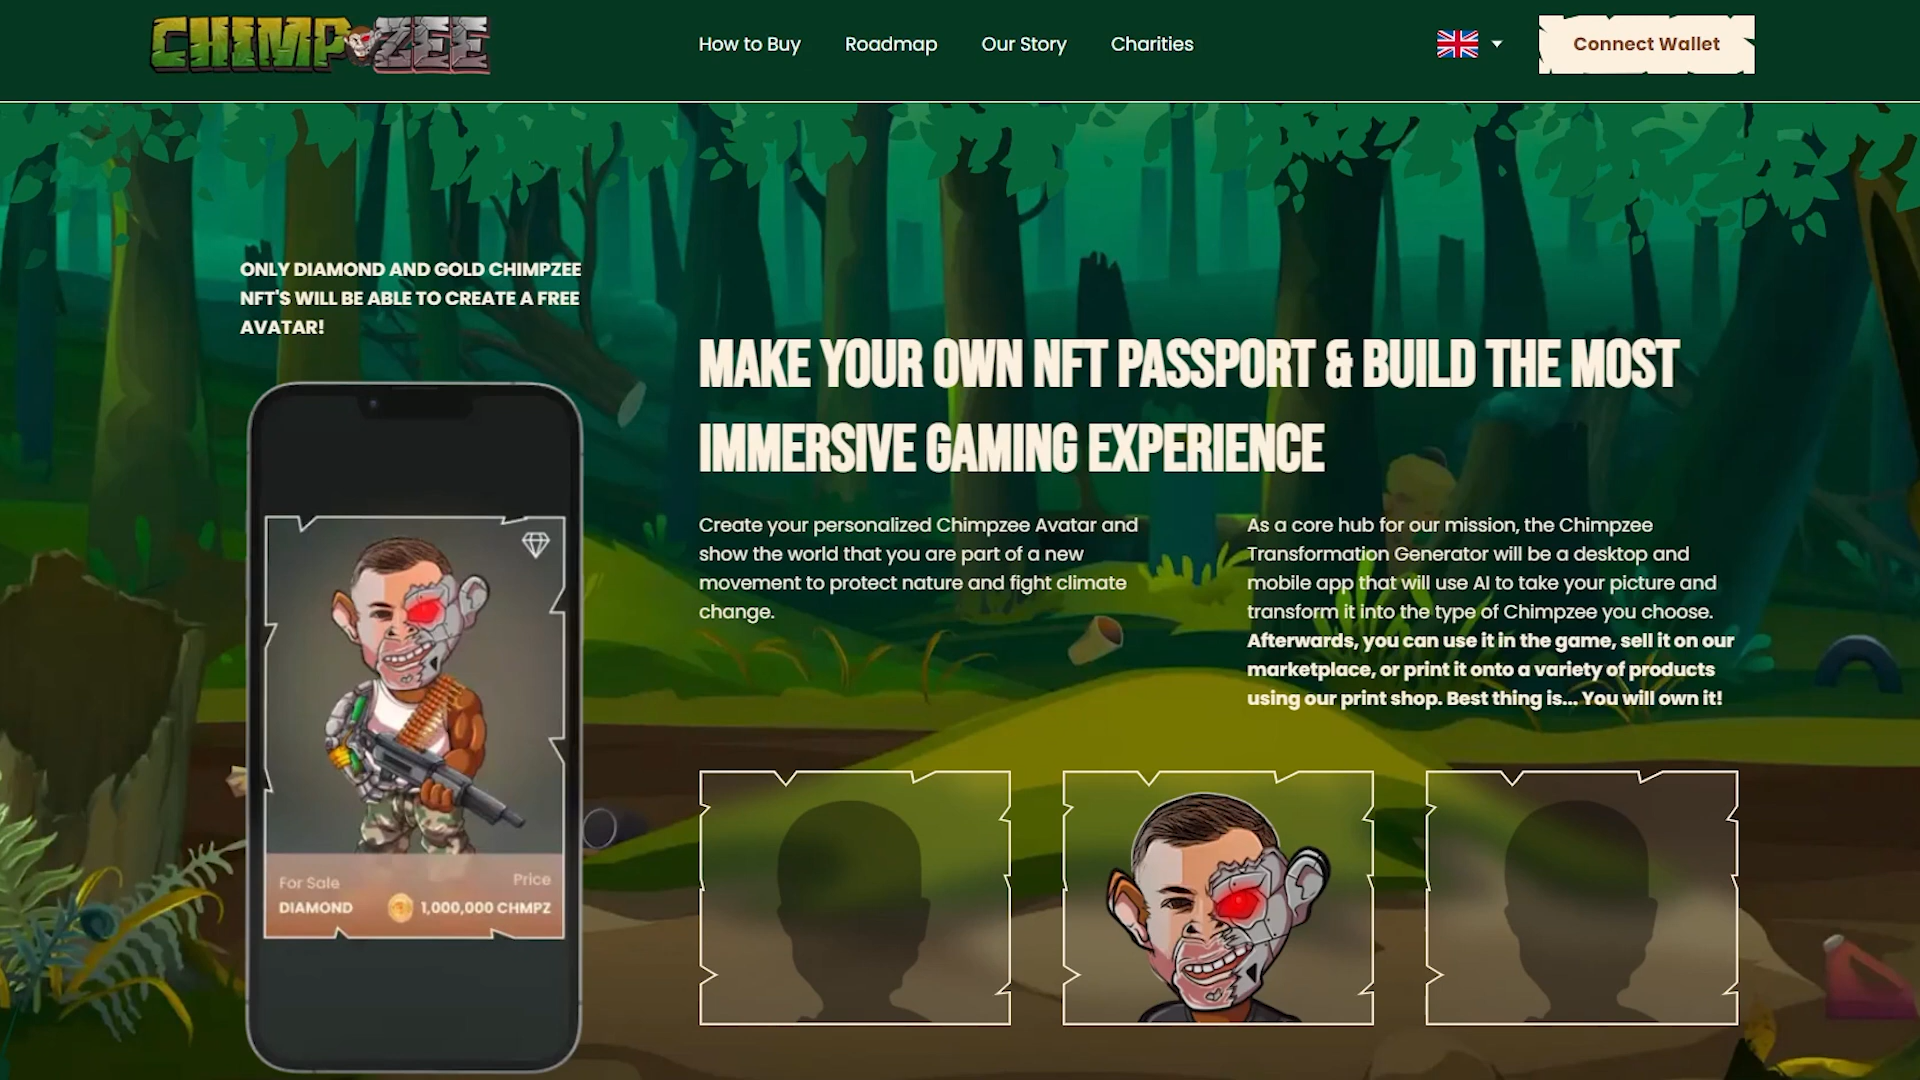 CHIMPZEE
How to Buy
Roadmap
Our Story
Charities
Connect Wallet
ONLY DIAMOND AND GOLD CHIMPZEE
NFT'S WILL BE ABLE TO CREATE A FREE
AVATAR!
MAKE YOUR OWN NFT PASSPORT & BUILD THE MOST
IMMERSIVE GAMING EXPERIENCE
Create your personalized Chimpzee Avatar and
show the world that you are part of a new
movement to protect nature and fight climate
change.
As a core hub for our mission, the Chimpzee
Transformation Generator will be a desktop and
mobile app that will use AI to take your picture and
transform it into the type of Chimpzee you choose.
Afterwards, you can use it in the game, sell it on our
marketplace, or print it onto a variety of products
using our print shop. Best thing is... You will own it!
For Sale
Price
DIAMOND
1,000,000 CHMPZ